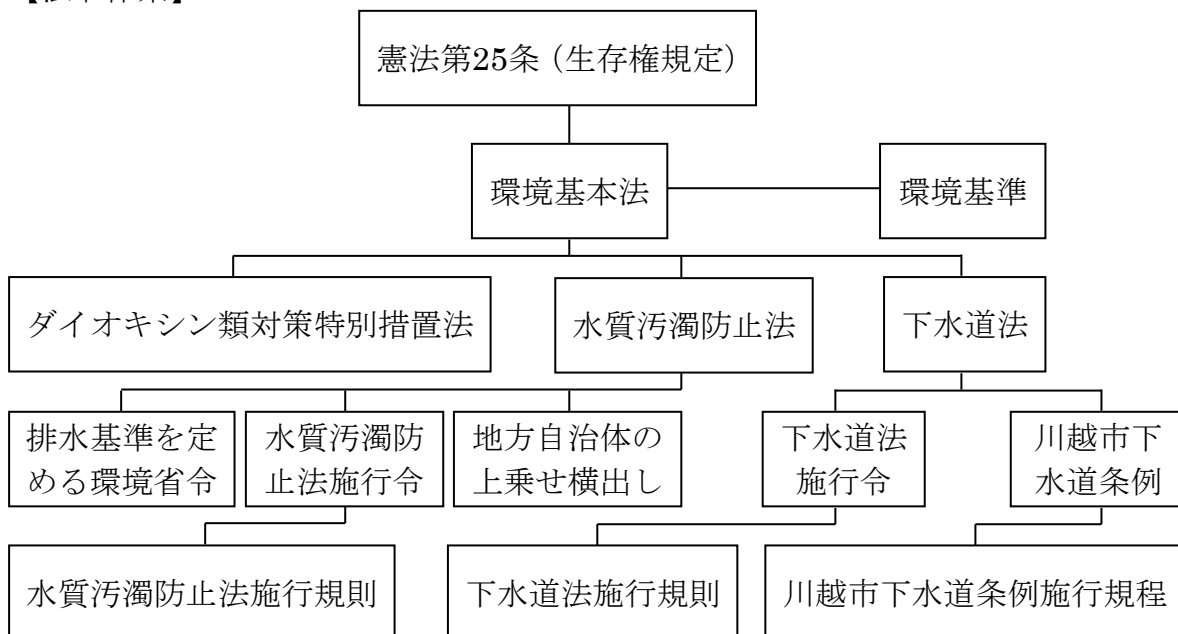 憲法第25条（生存権規定）
環境基本法
環境基準
ダイオキシン類対策特別措置法
水質汚濁防止法
下水道法
排水基準を定
める環境省令
水質汚濁防
止法施行令
地方自治体の
上乗せ横出し
下水道法
施行令
川越市下
水道条例
水質汚濁防止法施行規則
下水道法施行規則
川越市下水道条例施行規程